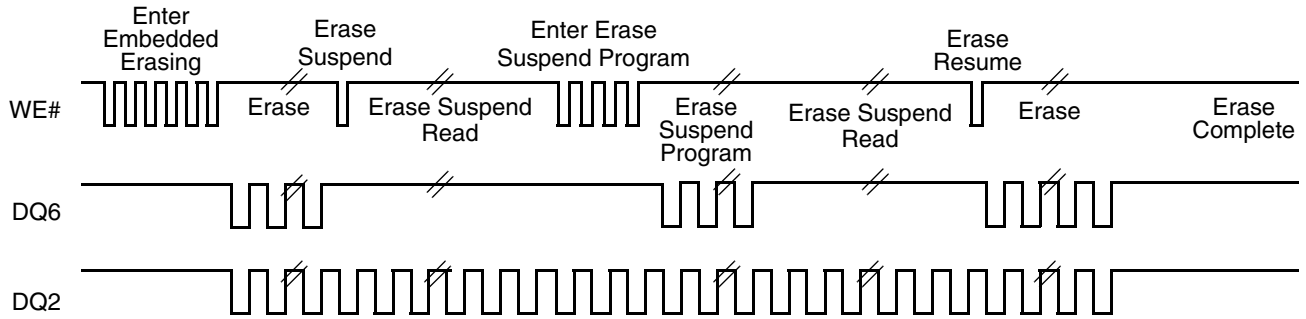 Enter
Embedded
Erasing
Erase
Suspend
Enter Erase
Suspend Program
Erase
Resume
WE#
Erase
Erase Suspend
Read
Erase
Suspend
Program
Erase Suspend
Read
Erase
Erase
Complete
DQ6
DQ2